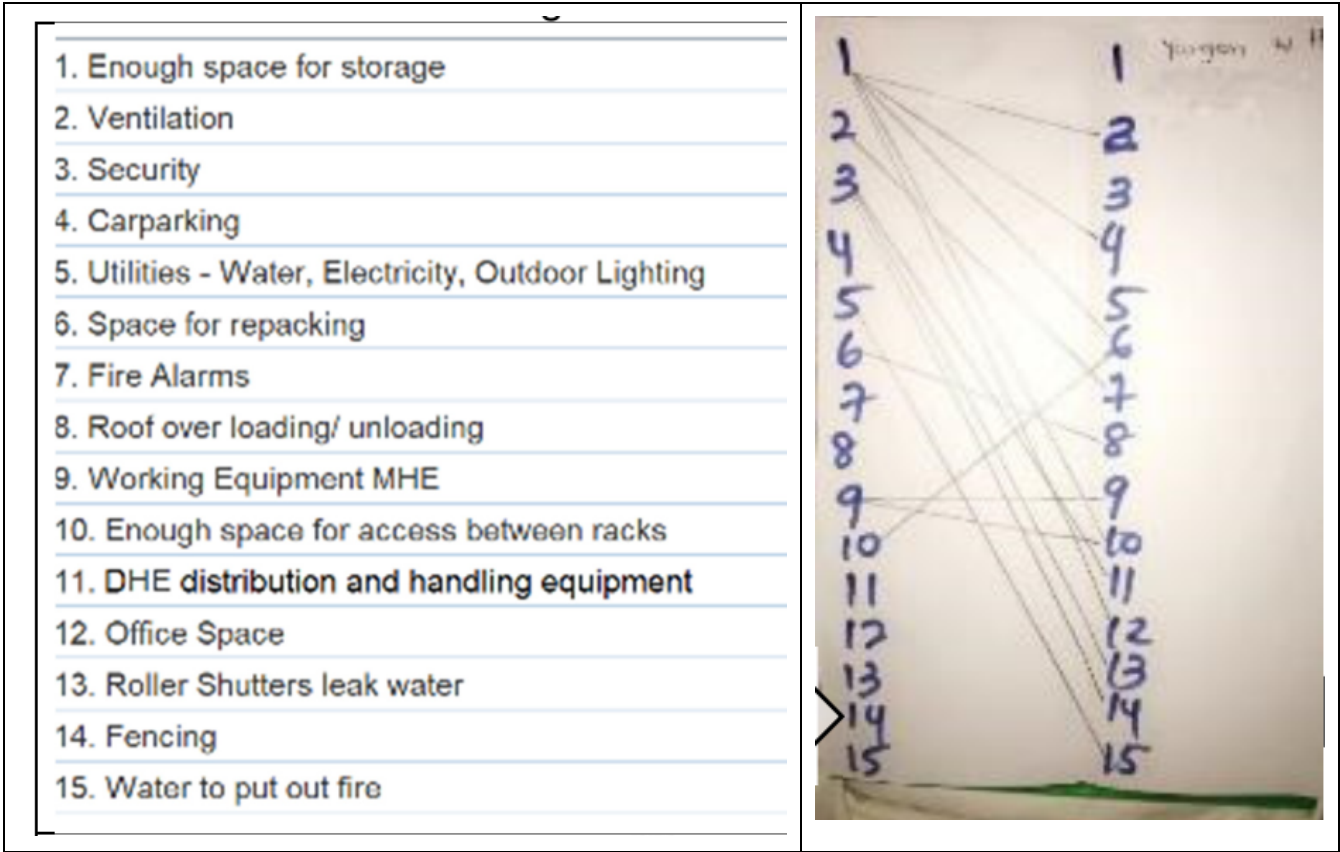 1. Enough space for storage
2. Ventilation
3. Security
4. Carparking
5. Utilities - Water, Electricity, Outdoor Lighting
6. Space for repacking
7. Fire Alarms
8. Roof over loading/ unloading
9. Working Equipment MHE
10. Enough space for access between racks
11. DHE distribution and handling equipment
12. Office Space
13. Roller Shutters leak water
14. Fencing
15. Water to put out fire
1 1
2 2
3 3
4 4
5 5
6 6
7 7
8 8
9 9
10 10
11 11
12 12
13 13
14 14
15 15